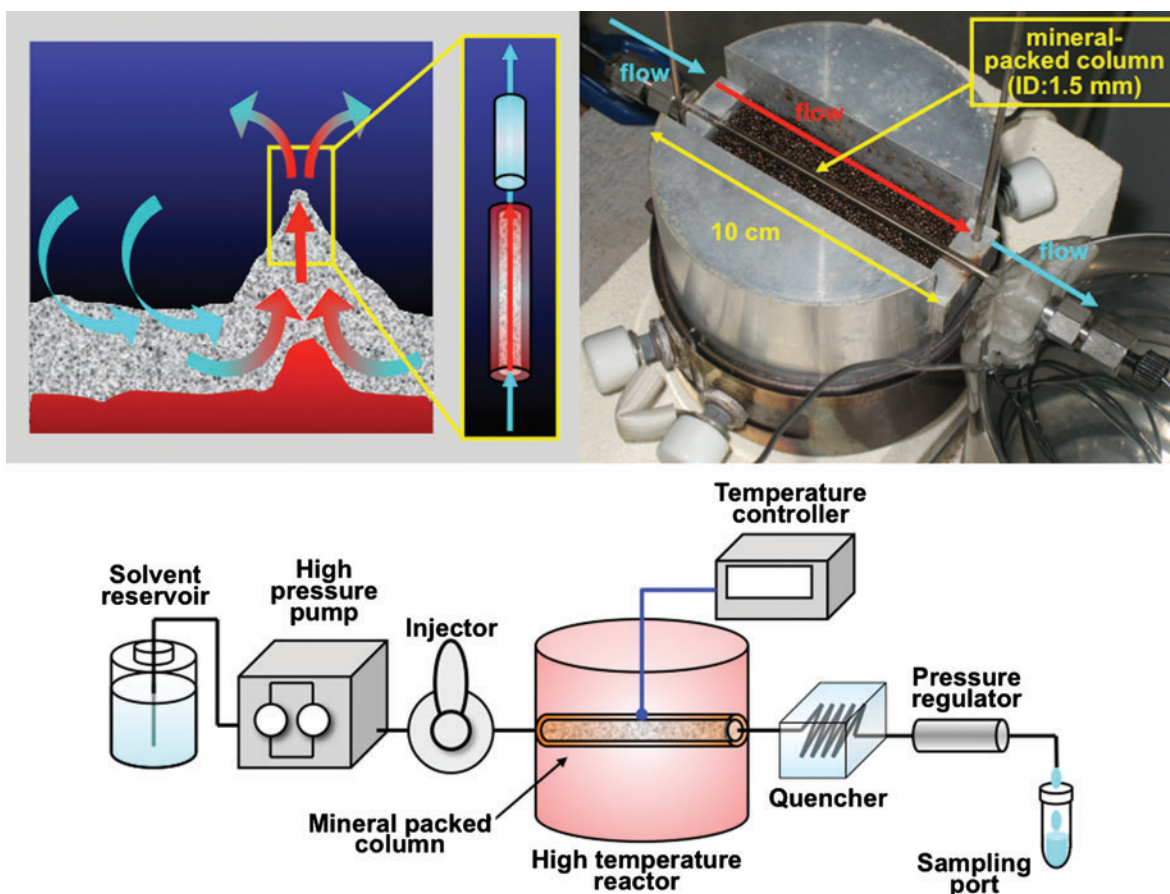 mineral-
packed column
(ID:1.5 mm)
flow
flow
10 cm
flow
Temperature
controller
Solvent
reservoir
High
pressure
pump
Injector
Pressure
regulator
Mineral packed
column
Quencher
High temperature
reactor
Sampling
port